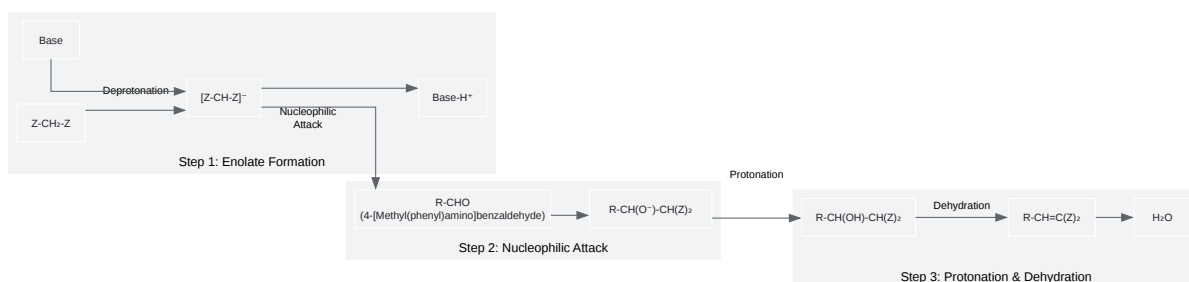 Base
Deprotonation
[Z-CH-Z]⁻
Base-H⁺
Z-CH₂-Z
Nucleophilic
Attack
Step 1: Enolate Formation
R-CHO
(4-[Methyl(phenyl)amino]benzaldehyde)
R-CH(O⁻)-CH(Z)₂
Step 2: Nucleophilic Attack
Protonation
R-CH(OH)-CH(Z)₂
Dehydration
R-CH=C(Z)₂
H₂O
Step 3: Protonation & Dehydration